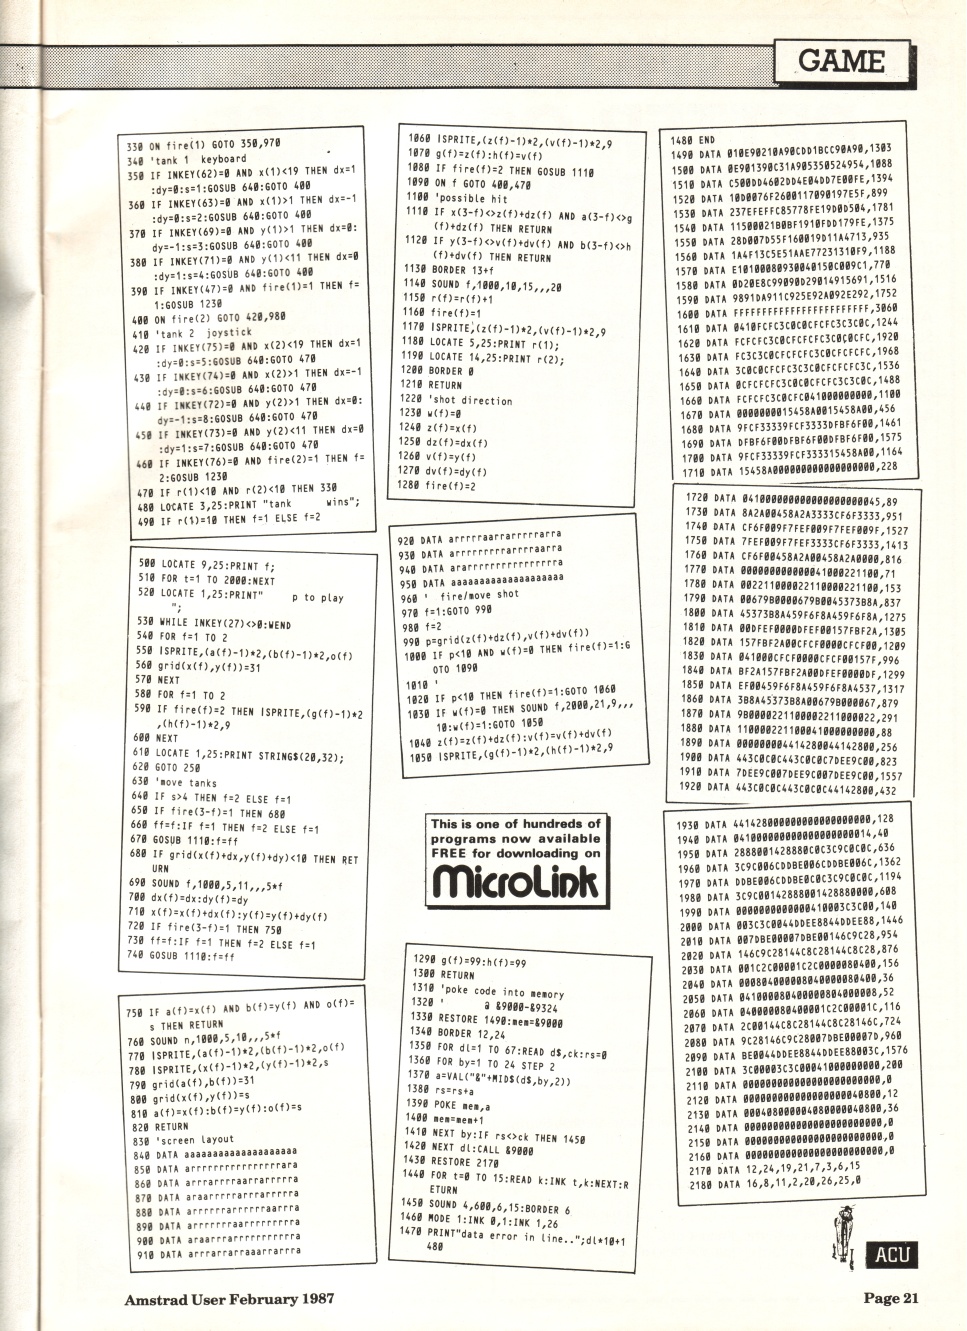 GAME
330 ON fire(1) GOTO 350,970
340 'tank 1  keyboard
350 IF INKEY(62)=0 AND x(1)<19 THEN dx=1
:dy=0:s=1:GOSUB 640:GOTO 400
360 IF INKEY(63)=0 AND x(1)>1 THEN dx=-1
:dy=0:s=2:GOSUB 640:GOTO 400
370 IF INKEY(69)=0 AND y(1)>1 THEN dx=0:
dy=-1:s=3:GOSUB 640:GOTO 400
380 IF INKEY(71)=0 AND y(1)<11 THEN dx=0
:dy=1:s=4:GOSUB 640:GOTO 400
390 IF INKEY(47)=0 AND fire(1)=1 THEN f=
1:GOSUB 1230
400 ON fire(2) GOTO 420,980
410 'tank 2  joystick
420 IF INKEY(75)=0 AND x(2)<19 THEN dx=1
:dy=0:s=5:GOSUB 640:GOTO 470
430 IF INKEY(74)=0 AND x(2)>1 THEN dx=-1
:dy=0:s=6:GOSUB 640:GOTO 470
440 IF INKEY(72)=0 AND y(2)>1 THEN dx=0:
dy=-1:s=8:GOSUB 640:GOTO 470
450 IF INKEY(73)=0 AND y(2)<11 THEN dx=0
:dy=1:s=7:GOSUB 640:GOTO 470
460 IF INKEY(76)=0 AND fire(2)=1 THEN f=
2:GOSUB 1230
470 IF r(1)<10 AND r(2)<10 THEN 330
480 LOCATE 3,25:PRINT "tank      wins";
490 IF r(1)=10 THEN f=1 ELSE f=2
500 LOCATE 9,25:PRINT f;
510 FOR t=1 TO 2000:NEXT
520 LOCATE 1,25:PRINT"     p to play
";
530 WHILE INKEY(27)<>0:WEND
540 FOR f=1 TO 2
550 |SPRITE,(a(f)-1)*2,(b(f)-1)*2,o(f)
560 grid(x(f),y(f))=31
570 NEXT
580 FOR f=1 TO 2
590 IF fire(f)=2 THEN |SPRITE,(g(f)-1)*2
,(h(f)-1)*2,9
600 NEXT
610 LOCATE 1,25:PRINT STRING$(20,32);
620 GOTO 250
630 'move tanks
640 IF s>4 THEN f=2 ELSE f=1
650 IF fire(3-f)=1 THEN 680
660 ff=f:IF f=1 THEN f=2 ELSE f=1
670 GOSUB 1110:f=ff
680 IF grid(x(f)+dx,y(f)+dy)<10 THEN RET
URN
690 SOUND f,1000,5,11,,,5*f
700 dx(f)=dx:dy(f)=dy
710 x(f)=x(f)+dx(f):y(f)=y(f)+dy(f)
720 IF fire(3-f)=1 THEN 750
730 ff=f:IF f=1 THEN f=2 ELSE f=1
740 GOSUB 1110:f=ff
750 IF a(f)=x(f) AND b(f)=y(f) AND o(f)=
s THEN RETURN
760 SOUND n,1000,5,10,,,5*f
770 |SPRITE,(a(f)-1)*2,(b(f)-1)*2,o(f)
780 |SPRITE,(x(f)-1)*2,(y(f)-1)*2,s
790 grid(a(f),b(f))=31
800 grid(x(f),y(f))=s
810 a(f)=x(f):b(f)=y(f):o(f)=s
820 RETURN
830 'screen layout
840 DATA aaaaaaaaaaaaaaaaaaa
850 DATA arrrrrrrrrrrrrrrara
860 DATA arrrarrrraarrarrrra
870 DATA araarrrrrarrarrrrra
880 DATA arrrrrrarrrrrraarra
890 DATA arrrrrrraarrrrrrrra
900 DATA araarrrarrrrrrrrrra
910 DATA arrrarrarraaarrarra
1060 |SPRITE,(z(f)-1)*2,(v(f)-1)*2,9
1070 g(f)=z(f):h(f)=v(f)
1080 IF fire(f)=2 THEN GOSUB 1110
1090 ON f GOTO 400,470
1100 'possible hit
1110 IF x(3-f)<>z(f)+dz(f) AND a(3-f)<>g
(f)+dz(f) THEN RETURN
1120 IF y(3-f)<>v(f)+dv(f) AND b(3-f)<>h
(f)+dv(f) THEN RETURN
1130 BORDER 13+f
1140 SOUND f,1000,10,15,,,20
1150 r(f)=r(f)+1
1160 fire(f)=1
1170 |SPRITE,(z(f)-1)*2,(v(f)-1)*2,9
1180 LOCATE 5,25:PRINT r(1);
1190 LOCATE 14,25:PRINT r(2);
1200 BORDER 0
1210 RETURN
1220 'shot direction
1230 w(f)=0
1240 z(f)=x(f)
1250 dz(f)=dx(f)
1260 v(f)=y(f)
1270 dv(f)=dy(f)
1280 fire(f)=2
920 DATA arrrrraarrarrrrrarra
930 DATA arrrrrrrrarrrrraarra
940 DATA ararrrrrrrrrrrrrrrra
950 DATA aaaaaaaaaaaaaaaaaaaa
960 '  fire/move shot
970 f=1:GOTO 990
980 f=2
990 p=grid(z(f)+dz(f),v(f)+dv(f))
1000 IF p<10 AND w(f)=0 THEN fire(f)=1:G
OTO 1090
1010 '
1020 IF p<10 THEN fire(f)=1:GOTO 1060
1030 IF w(f)=0 THEN SOUND f,2000,21,9,,,
10:w(f)=1:GOTO 1050
1040 z(f)=z(f)+dz(f):v(f)=v(f)+dv(f)
1050 |SPRITE,(g(f)-1)*2,(h(f)-1)*2,9
This is one of hundreds of
programs now available
FREE for downloading on
MicroLink
1290 g(f)=99:h(f)=99
1300 RETURN
1310 'poke code into memory
1320 '      a &9000-&9324
1330 RESTORE 1490:mem=&9000
1340 BORDER 12,24
1350 FOR dl=1 TO 67:READ d$,ck:rs=0
1360 FOR by=1 TO 24 STEP 2
1370 a=VAL("&"+MID$(d$,by,2))
1380 rs=rs+a
1390 POKE mem,a
1400 mem=mem+1
1410 NEXT by:IF rs<>ck THEN 1450
1420 NEXT dl:CALL &9000
1430 RESTORE 2170
1440 FOR t=0 TO 15:READ k:INK t,k:NEXT:R
ETURN
1450 SOUND 4,600,6,15:BORDER 6
1460 MODE 1:INK 0,1:INK 1,26
1470 PRINT"data error in line..";dl*10+1
480
1480 END
1490 DATA 010E90210A90CDD1BCC90A90,1303
1500 DATA 0E901390C31A905350524954,1088
1510 DATA C500DD4602DD4E04DD7E00FE,1394
1520 DATA 10D0076F2600117090197E5F,899
1530 DATA 237EFEFFC85778FE19D0D504,1781
1540 DATA 11500021B0BF1910FDD179FE,1375
1550 DATA 28D007D55F160019D11A4713,935
1560 DATA 1A4F13C5E51AAE77231310F9,1188
1570 DATA E1010008093004015​0C009C1,770
1580 DATA 0D20E8C99090D29014915691,1516
1590 DATA 9891DA911C925E92A092E292,1752
1600 DATA FFFFFFFFFFFFFFFFFFFFFFFF,3060
1610 DATA 0410FCFC3C0C0CFCFC3C3C0C,1244
1620 DATA FCFCFC3C0C0CFCFCFC3C0CFC,1920
1630 DATA FC3C3C0CFCFCFC3C0CFCFCFC,1968
1640 DATA 3C0C0CFCFCFC3C3C0CFCFCFC3C,1536
1650 DATA 0CFCFCFC3C0C0CFCFC3C3C0C,1488
1660 DATA FCFCFC3C0CFC041000000000,1100
1670 DATA 0000000015458A0015458A00,456
1680 DATA 9FCF33339FCF3333DFBF6F00,1461
1690 DATA DFBF6F00DFBF6F00DFBF6F00,1575
1700 DATA 9FCF33339FCF333315458A00,1164
1710 DATA 15458A000000000000000000,228
1720 DATA 041000000000000000000045,89
1730 DATA 8A2A00458A2A3333CF6F3333,951
1740 DATA CF6F009F7FEF009F7FEF009F,1527
1750 DATA 7FEF009F7FEF3333CF6F3333,1413
1760 DATA CF6F00458A2A00458A2A0000,816
1770 DATA 000000000000041000221100,71
1780 DATA 002211000022110000221100,153
1790 DATA 00679B0000679B0045373B8A,837
1800 DATA 45373B8A459F6F8A459F6F8A,1275
1810 DATA 00DFEF0000DFEF00157FBF2A,1305
1820 DATA 157FBF2A00CFCF0000CFCF00,1209
1830 DATA 041000CFCF0000CFCF00157F,996
1840 DATA BF2A157FBF2A00DFEF0000DF,1299
1850 DATA EF00459F6F8A459F6F8A4537,1317
1860 DATA 3B8A45373B8A00679B000067,879
1870 DATA 9B0000221100002211000022,291
1880 DATA 110000221100041000000000,88
1890 DATA 000000004414280044142800,256
1900 DATA 443C0C0C443C0C0C7DEE9C00,823
1910 DATA 7DEE9C007DEE9C007DEE9C00,1557
1920 DATA 443C0C0C443C0C0C44142800,432
1930 DATA 441428000000000000000000,128
1940 DATA 041000000000000000000014,40
1950 DATA 2888001428880C0C3C9C0C0C,636
1960 DATA 3C9C006CDDBE006CDDBE006C,1362
1970 DATA DDBE006CDDBE0C0C3C9C0C0C,1194
1980 DATA 3C9C00142888001428880000,608
1990 DATA 0000000000000410003C3C00,140
2000 DATA 003C3C0044DDEE8844DDEE88,1446
2010 DATA 007DBE00007DBE00146C9C28,954
2020 DATA 146C9C28144C8C28144C8C28,876
2030 DATA 001C2C00001C2C0000080400,156
2040 DATA 000804000008040000080400,36
2050 DATA 041000080400000804000008,52
2060 DATA 040000080400001C2C00001C,116
2070 DATA 2C00144C8C28144C8C28146C,724
2080 DATA 9C28146C9C28007DBE00007D,960
2090 DATA BE0044DDEE8844DDEE88003C,1576
2100 DATA 3C00003C3C00041000000000,200
2110 DATA 000000000000000000000000,0
2120 DATA 000000000000000000040800,12
2130 DATA 000408000004080000040800,36
2140 DATA 000000000000000000000000,0
2150 DATA 000000000000000000000000,0
2160 DATA 000000000000000000000000,0
2170 DATA 12,24,19,21,7,3,6,15
2180 DATA 16,8,11,2,20,26,25,0
ACU
Amstrad User February 1987
Page 21